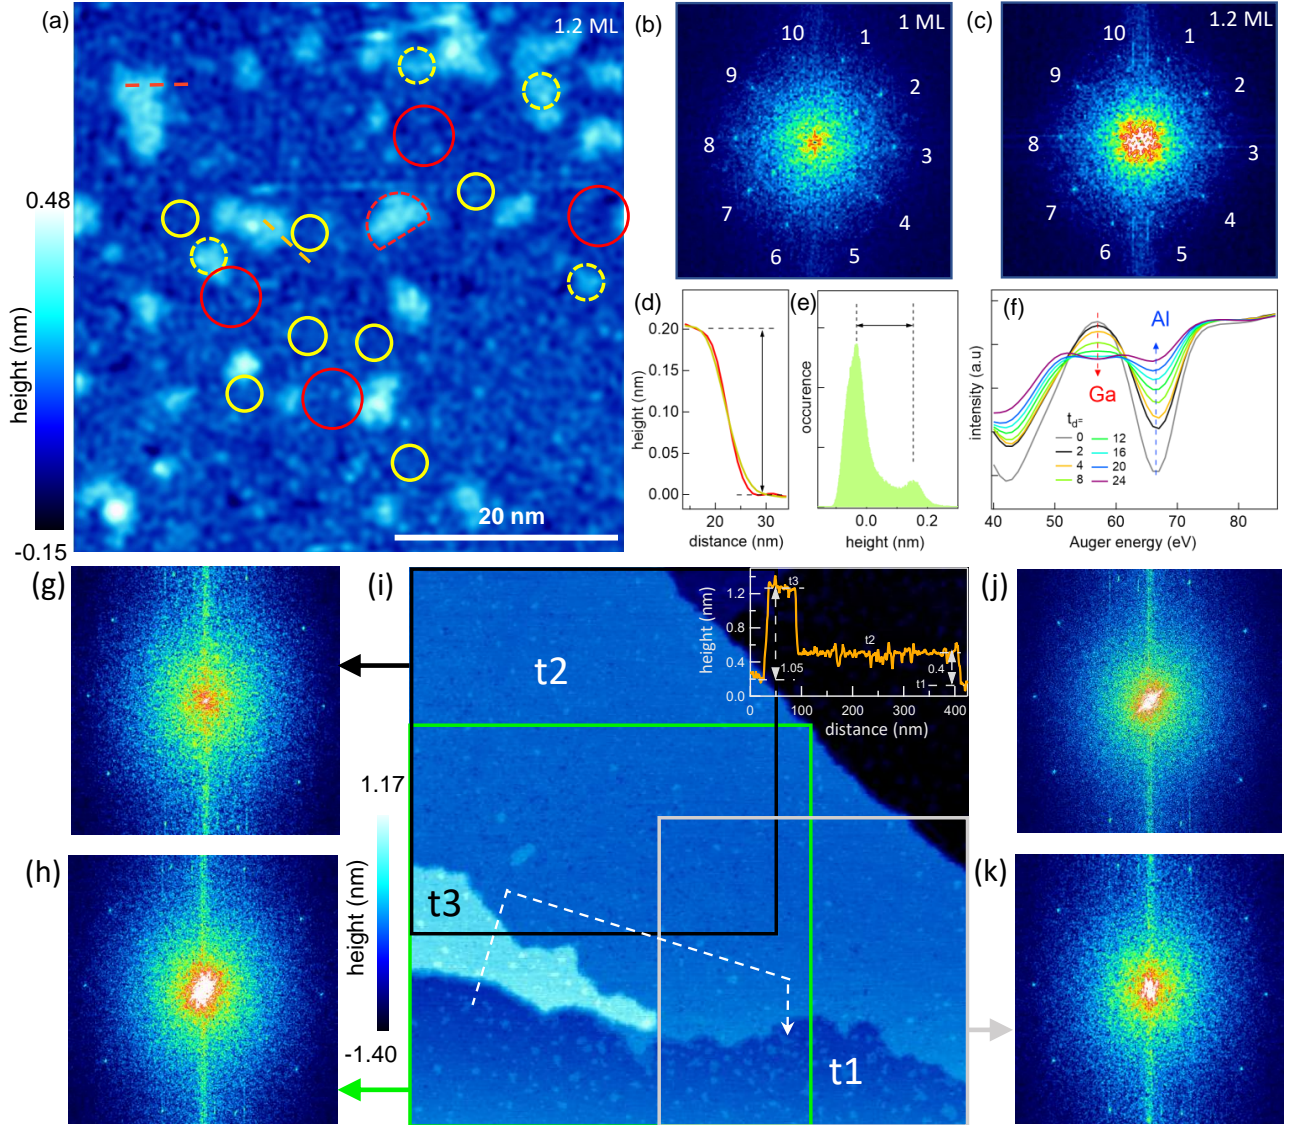 (a)
1.2 ML
0.48
height (nm)
-0.15
20 nm
(b)
1 ML
10
1
9
2
8
3
7
4
6
5
(c)
1.2 ML
10
1
9
2
8
3
7
4
6
5
(d)
0.20
0.15
0.10
0.05
0.00
height (nm)
20
30
distance (nm)
(e)
occurence
0.0
0.2
height (nm)
(f)
Al
Ga
intensity (a.u)
td=
0
12
2
16
4
20
8
24
40
50
60
70
80
Auger energy (eV)
(g)
(h)
1.17
height (nm)
-1.40
(i)
t2
t3
t1
1.2
0.8
0.4
0.0
height (nm)
t3
t2
1.05
0.4
t1
0
100
200
300
400
distance (nm)
(j)
(k)